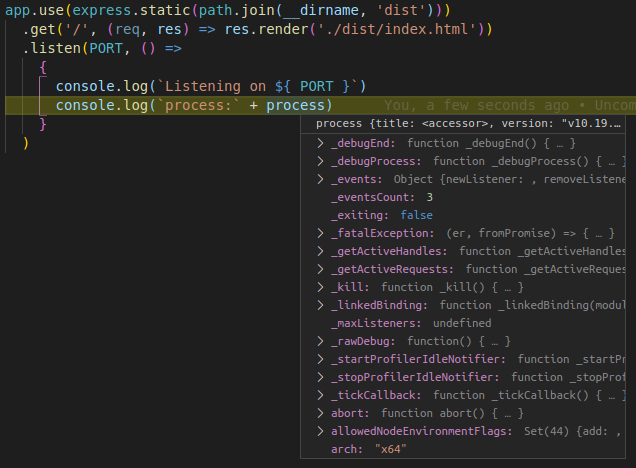 app.use(express.static(path.join(__dirname, 'dist')))
.get('/', (req, res) => res.render('./dist/index.html'))
.listen(PORT, () =>
{
console.log(`Listening on ${ PORT }`)
console.log(`process:` + process) You, a few seconds ago • Uncom
}
)
process {title: <accessor>, version: "v10.19.…
_debugEnd: function _debugEnd() { … }
_debugProcess: function _debugProcess() { … }
_events: Object {newListener: , removeListene
_eventsCount: 3
_exiting: false
_fatalException: (er, fromPromise) => { … }
_getActiveHandles: function _getActiveHandles
_getActiveRequests: function _getActiveReques
_kill: function _kill() { … }
_linkedBinding: function _linkedBinding(modul
_maxListeners: undefined
_rawDebug: function() { … }
_startProfilerIdleNotifier: function _startPr
_stopProfilerIdleNotifier: function _stopProf
_tickCallback: function _tickCallback() { … }
abort: function abort() { … }
allowedNodeEnvironmentFlags: Set(44) {add: ,
arch: "x64"